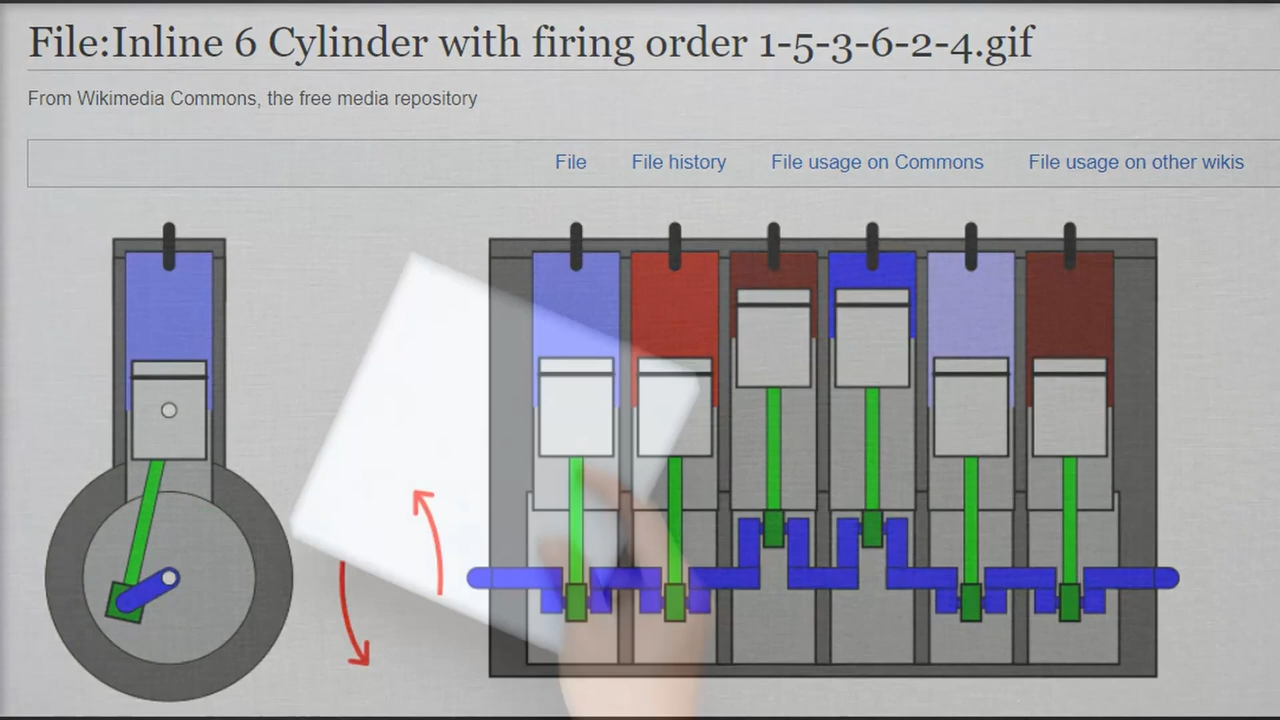 File:Inline 6 Cylinder with firing order 1-5-3-6-2-4.gif
From Wikimedia Commons, the free media repository
File File history File usage on Commons File usage on other wikis